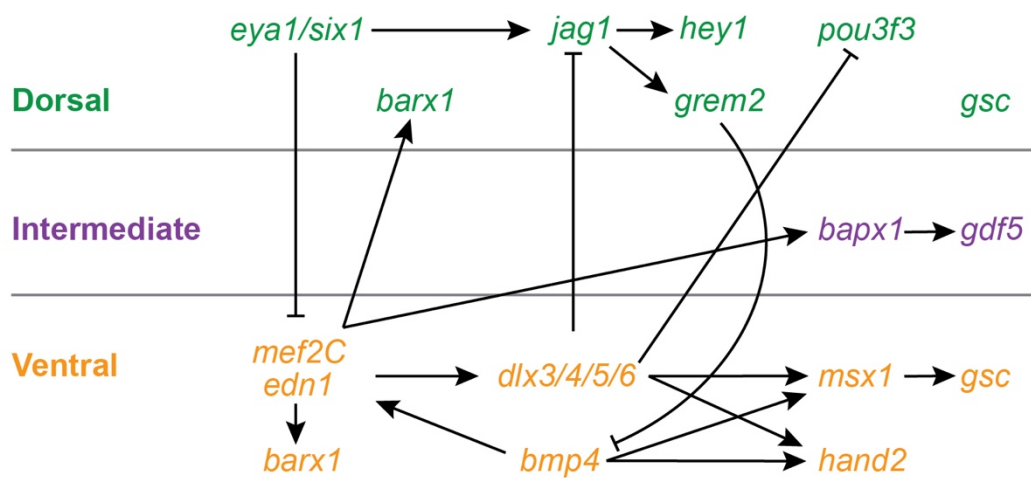 eya1/six1 jag1 hey1 pou3f3
Dorsal barx1 grem2 gsc
Intermediate bapx1 gdf5
Ventral mef2C
edn1 dlx3/4/5/6 msx1 gsc
barx1 bmp4 hand2